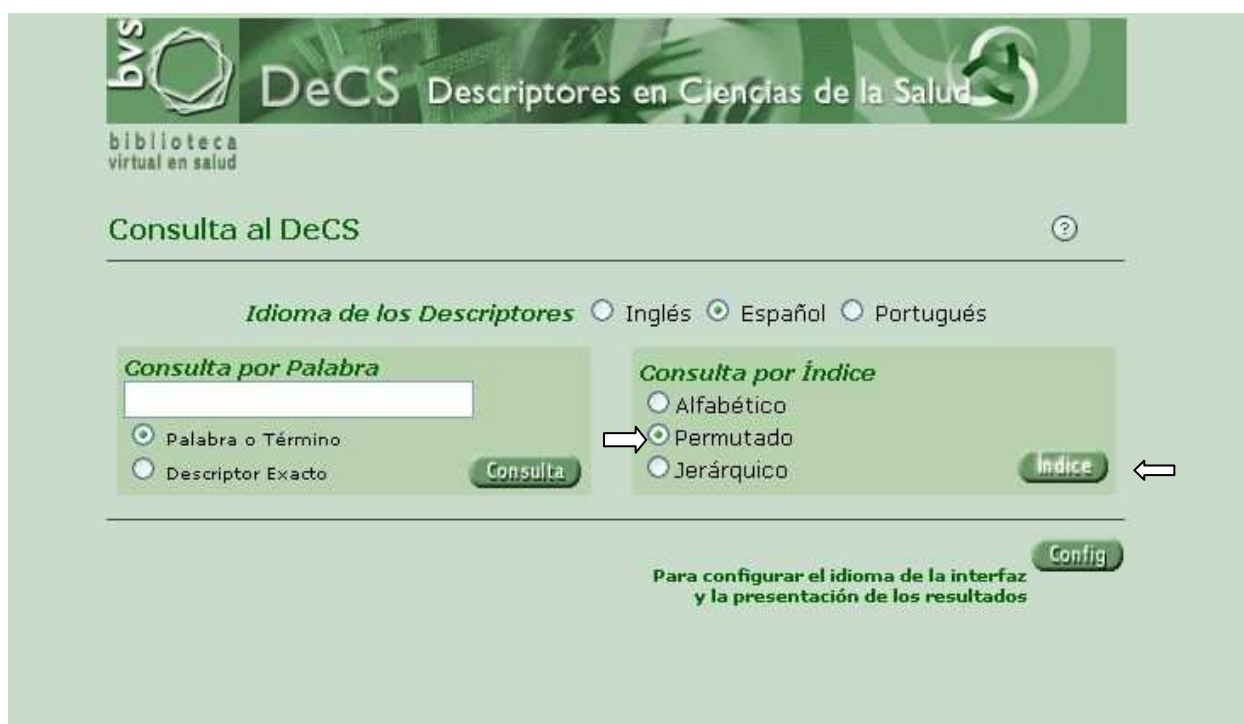 bvs
DeCS Descriptores en Ciencias de la Salud
biblioteca
virtual en salud
Consulta al DeCS
?
Idioma de los Descriptores Inglés Español Portugués
Consulta por Palabra
Palabra o Término
Descriptor Exacto
Consulta
Consulta por Índice
Alfabético
Permutado
Jerárquico
Índice
Config
Para configurar el idioma de la interfaz
y la presentación de los resultados